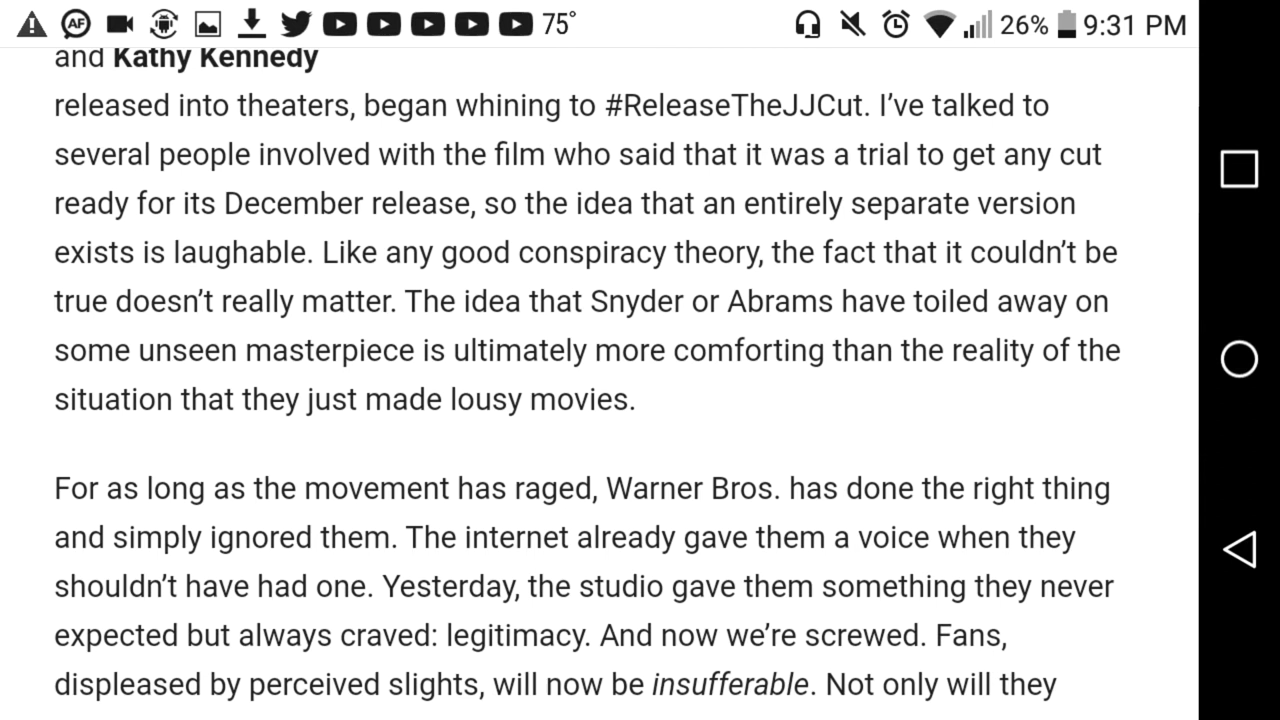 AF 75° 26% 9:31 PM
and Kathy Kennedy
released into theaters, began whining to #ReleaseTheJJCut. I’ve talked to
several people involved with the film who said that it was a trial to get any cut
ready for its December release, so the idea that an entirely separate version
exists is laughable. Like any good conspiracy theory, the fact that it couldn’t be
true doesn’t really matter. The idea that Snyder or Abrams have toiled away on
some unseen masterpiece is ultimately more comforting than the reality of the
situation that they just made lousy movies.
For as long as the movement has raged, Warner Bros. has done the right thing
and simply ignored them. The internet already gave them a voice when they
shouldn’t have had one. Yesterday, the studio gave them something they never
expected but always craved: legitimacy. And now we’re screwed. Fans,
displeased by perceived slights, will now be insufferable. Not only will they